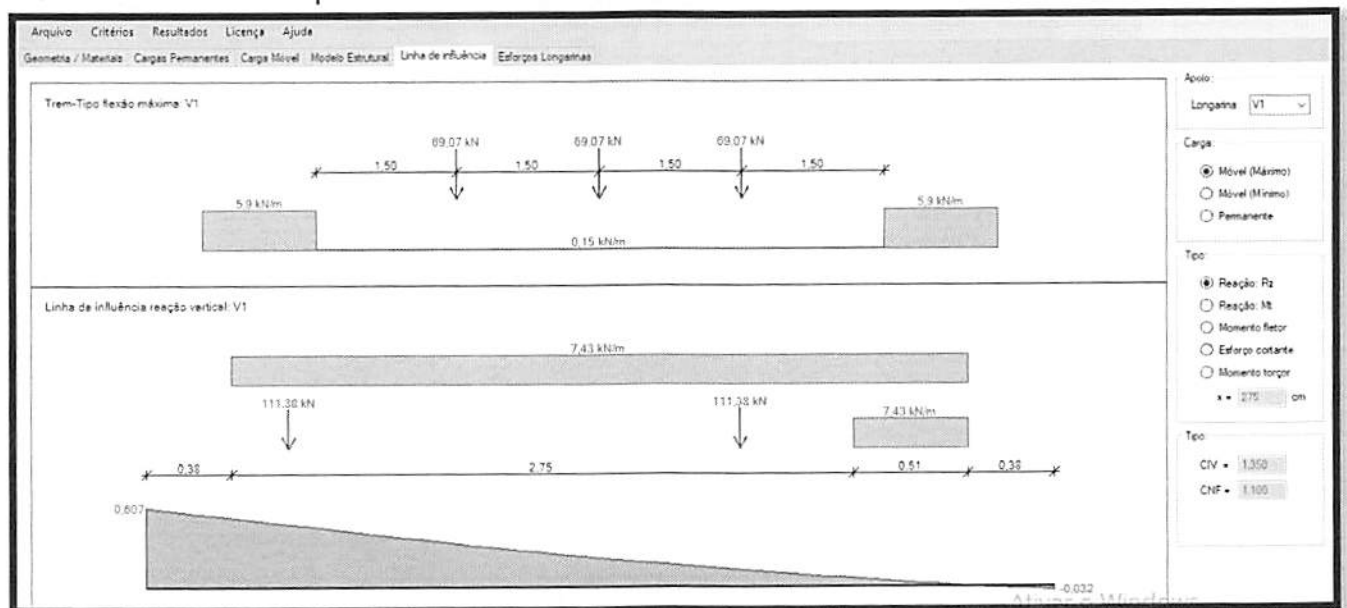 Arquivo Critérios Resultados Licença Ajuda
Geometria / Materiais Cargas Permanentes Carga Móvel Modelo Estrutural Linha de influência Esforços Longarinas
Trem-Tipo flexão máxima: V1
69,07 kN 69,07 kN 69,07 kN
1,50 1,50 1,50 1,50
5,9 kN/m 5,9 kN/m
0,15 kN/m
Linha de influência reação vertical: V1
7,43 kN/m
111,38 kN 111,38 kN 7,43 kN/m
0,38 2,75 0,51 0,38
0,607
-0,032
Apoio:
Longarina V1
Carga:
Móvel (Máximo)
Móvel (Mínimo)
Permanente
Tipo:
Reação: Rz
Reação: Mt
Momento fletor
Esforço cortante
Momento torçor
x = 275 cm
Tipo
CIV = 1,350
CNF = 1,100
Ativar o Windows